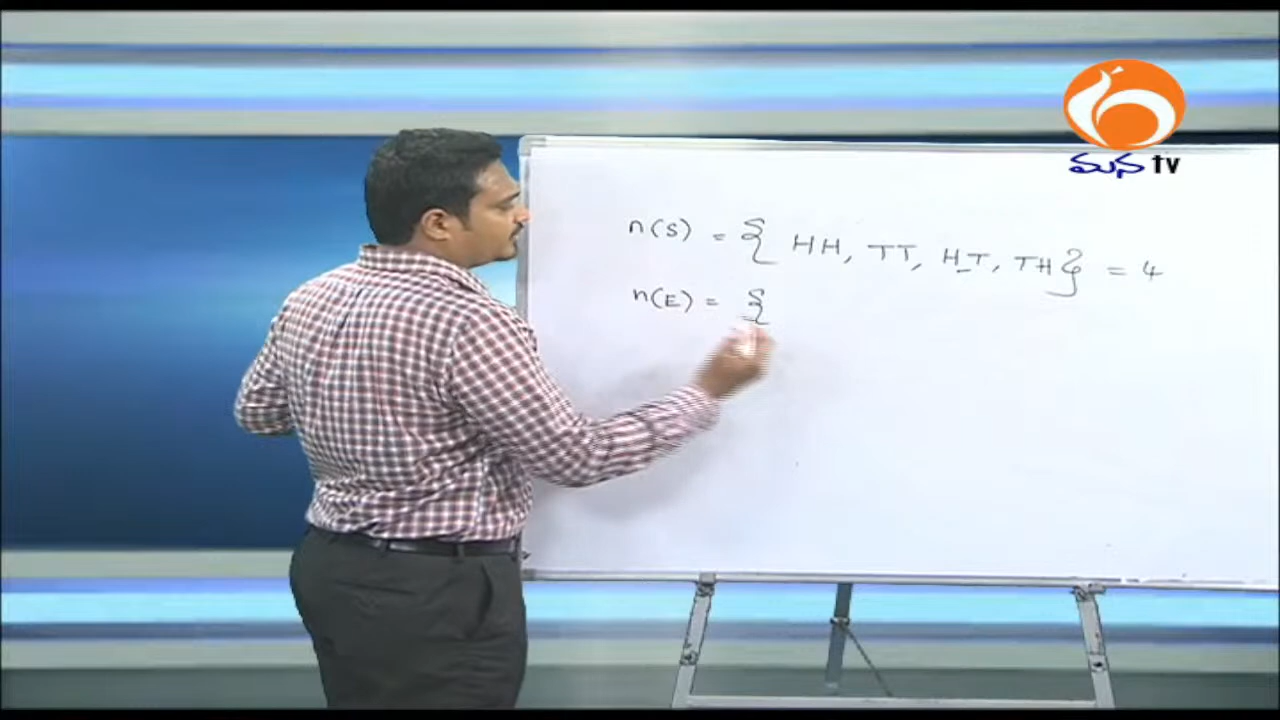 మన tv
n(S) = { HH, TT, HT, TH} = 4
n(E) = {